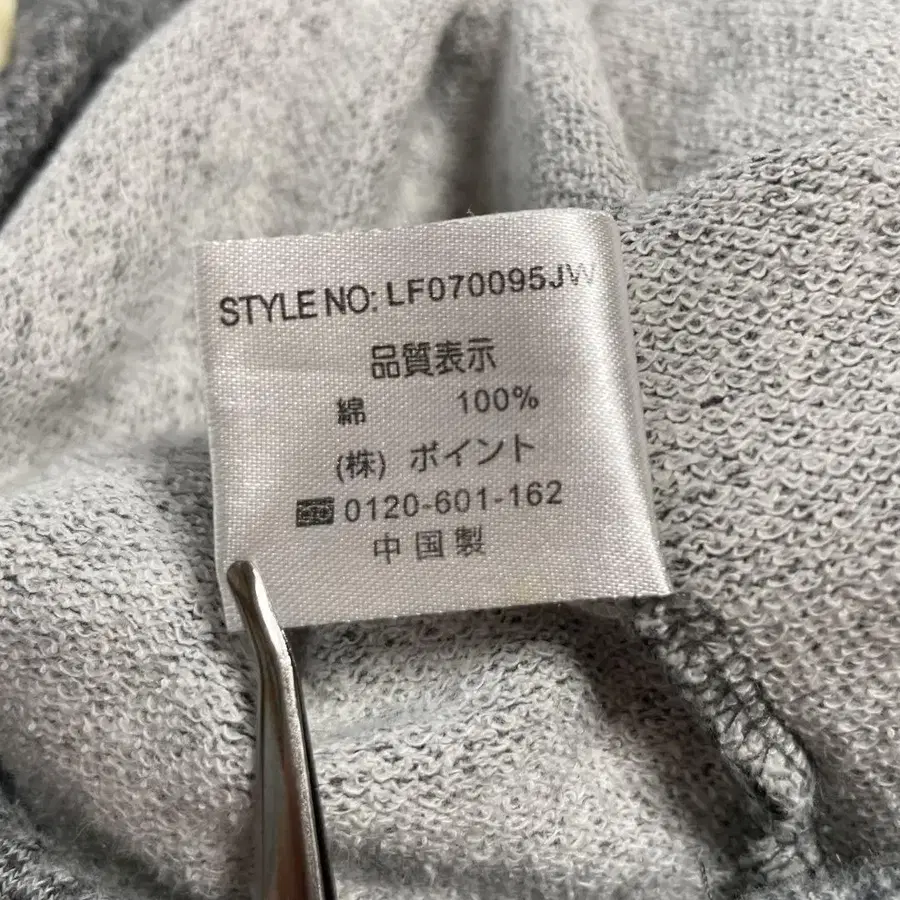 STYLE NO: LF070095JW
品質表示
綿 100%
(株) ポイント
0120-601-162
中国製